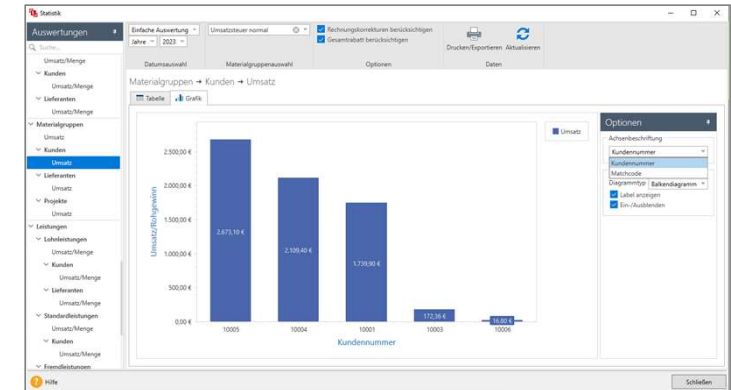 Statistik
Auswertungen
Suche...
Umsatz/Menge
Kunden
Umsatz/Menge
Lieferanten
Umsatz/Menge
Materialgruppen
Umsatz
Kunden
Umsatz
Lieferanten
Umsatz
Projekte
Umsatz
Leistungen
Lohnleistungen
Umsatz/Menge
Kunden
Umsatz/Menge
Lieferanten
Umsatz/Menge
Standardleistungen
Umsatz/Menge
Kunden
Umsatz/Menge
Fremdleistungen
Einfache Auswertung
Jahre 2023
Datumsauswahl
Umsatzsteuer normal
Materialgruppenauswahl
Rechnungskorrekturen berücksichtigen
Gesamtrabatt berücksichtigen
Optionen
Drucken/Exportieren Aktualisieren
Daten
Materialgruppen → Kunden → Umsatz
Tabelle Grafik
Umsatz/Rohgewinn
2.500,00 €
2.000,00 €
1.500,00 €
1.000,00 €
500,00 €
0,00 €
2.673,10 €
2.109,40 €
1.739,90 €
172,36 €
16,80 €
10005 10004 10001 10003 10006
Kundennummer
Umsatz
Optionen
Achsenbeschriftung
Kundennummer
Kundennummer
Matchcode
Diagrammtyp Balkendiagramm
Label anzeigen
Ein-/Ausblenden
Hilfe
Schließen